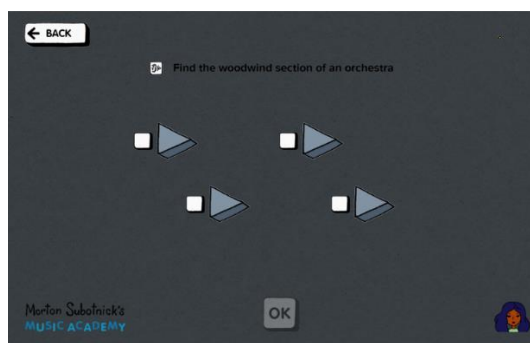 BACK
Find the woodwind section of an orchestra
OK
Morton Subotnick's
MUSIC ACADEMY